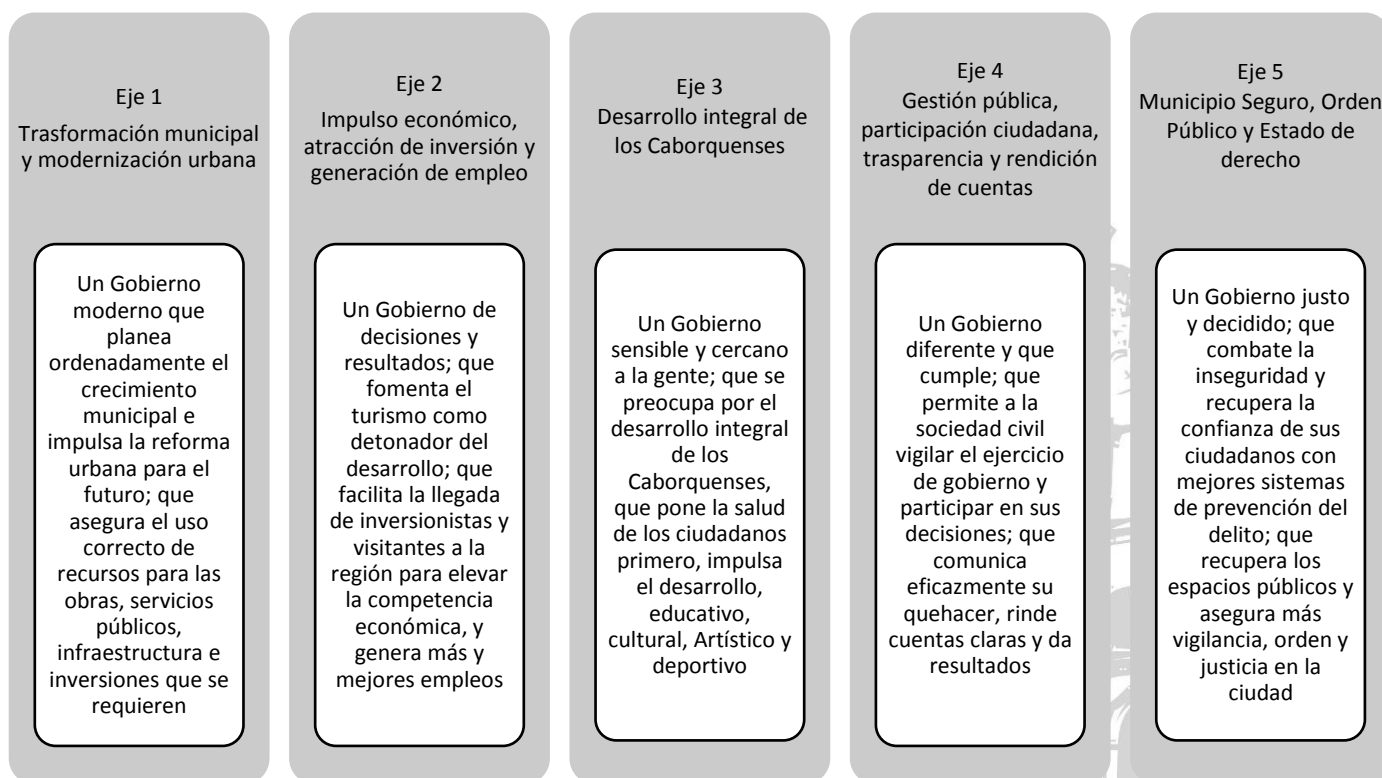 Eje 1
Trasformación municipal
y modernización urbana
Un Gobierno
moderno que
planea
ordenadamente el
crecimiento
municipal e
impulsa la reforma
urbana para el
futuro; que
asegura el uso
correcto de
recursos para las
obras, servicios
públicos,
infraestructura e
inversiones que se
requieren
Eje 2
Impulso económico,
atracción de inversión y
generación de empleo
Un Gobierno de
decisiones y
resultados; que
fomenta el
turismo como
detonador del
desarrollo; que
facilita la llegada
de inversionistas y
visitantes a la
región para elevar
la competencia
económica, y
genera más y
mejores empleos
Eje 3
Desarrollo integral de
los Caborquenses
Un Gobierno
sensible y cercano
a la gente; que se
preocupa por el
desarrollo integral
de los
Caborquenses,
que pone la salud
de los ciudadanos
primero, impulsa
el desarrollo,
educativo,
cultural, Artístico y
deportivo
Eje 4
Gestión pública,
participación ciudadana,
trasparencia y rendición
de cuentas
Un Gobierno
diferente y que
cumple; que
permite a la
sociedad civil
vigilar el ejercicio
de gobierno y
participar en sus
decisiones; que
comunica
eficazmente su
quehacer, rinde
cuentas claras y da
resultados
Eje 5
Municipio Seguro, Orden
Público y Estado de
derecho
Un Gobierno justo
y decidido; que
combate la
inseguridad y
recupera la
confianza de sus
ciudadanos con
mejores sistemas
de prevención del
delito; que
recupera los
espacios públicos y
asegura más
vigilancia, orden y
justicia en la
ciudad